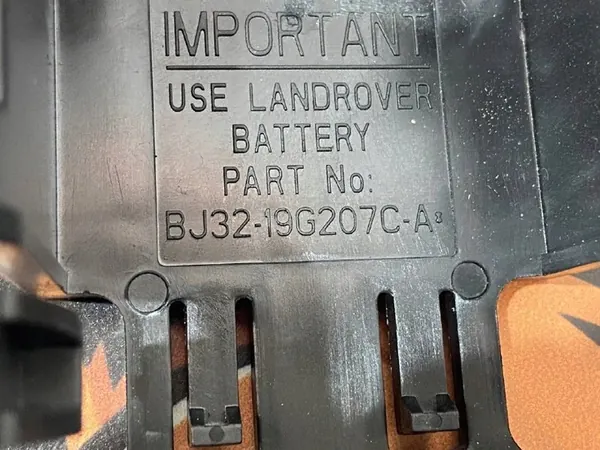 IMPORTANT
USE LANDROVER
BATTERY
PART No:
BJ32-19G207C-A*